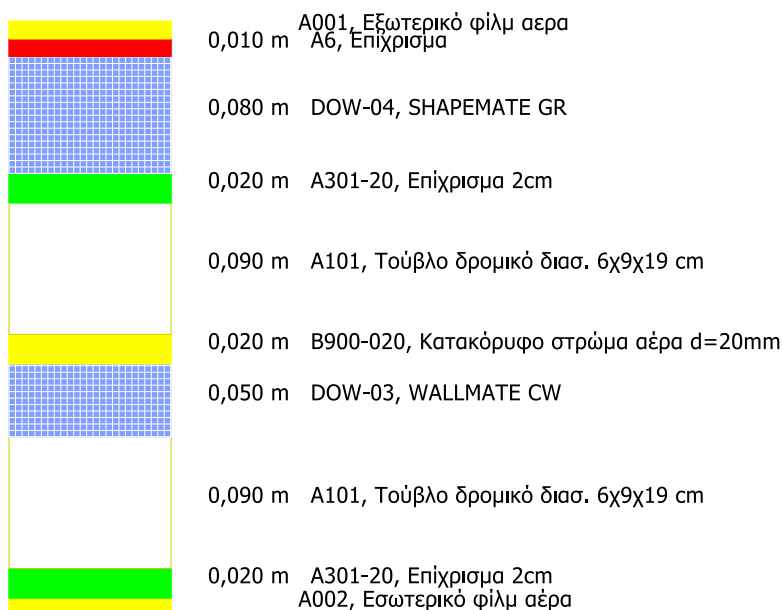 A001, Εξωτερικό φίλμ αερα
0,010 m A6, Επίχρισμα
0,080 m DOW-04, SHAPEMATE GR
0,020 m A301-20, Επίχρισμα 2cm
0,090 m A101, Τούβλο δρομικό διασ. 6χ9χ19 cm
0,020 m B900-020, Κατακόρυφο στρώμα αέρα d=20mm
0,050 m DOW-03, WALLMATE CW
0,090 m A101, Τούβλο δρομικό διασ. 6χ9χ19 cm
0,020 m A301-20, Επίχρισμα 2cm
A002, Εσωτερικό φίλμ αέρα